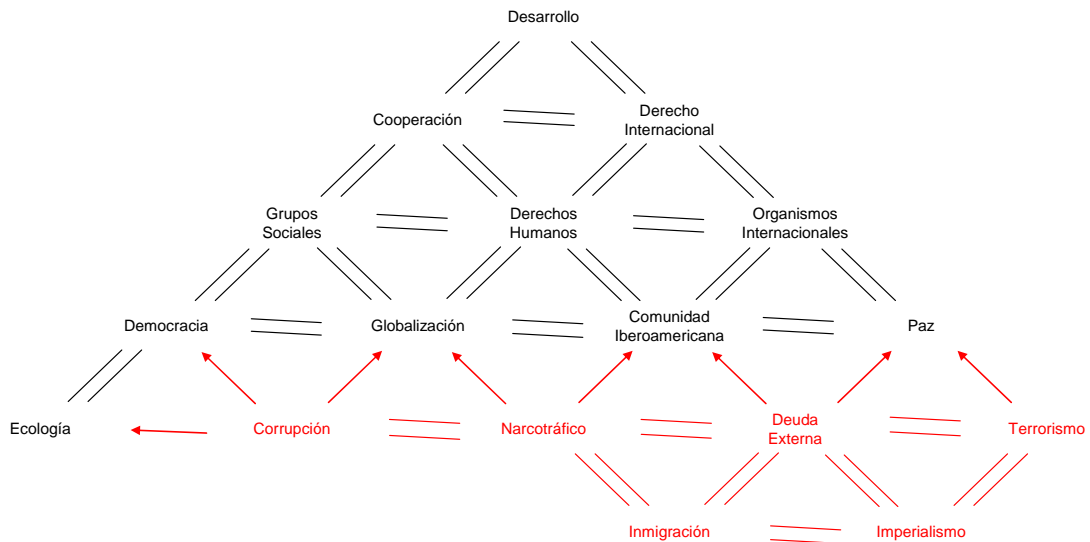 Desarrollo
Cooperación
Derecho
Internacional
Grupos
Sociales
Derechos
Humanos
Organismos
Internacionales
Democracia
Globalización
Comunidad
Iberoamericana
Paz
Ecología
Corrupción
Narcotráfico
Deuda
Externa
Terrorismo
Inmigración
Imperialismo